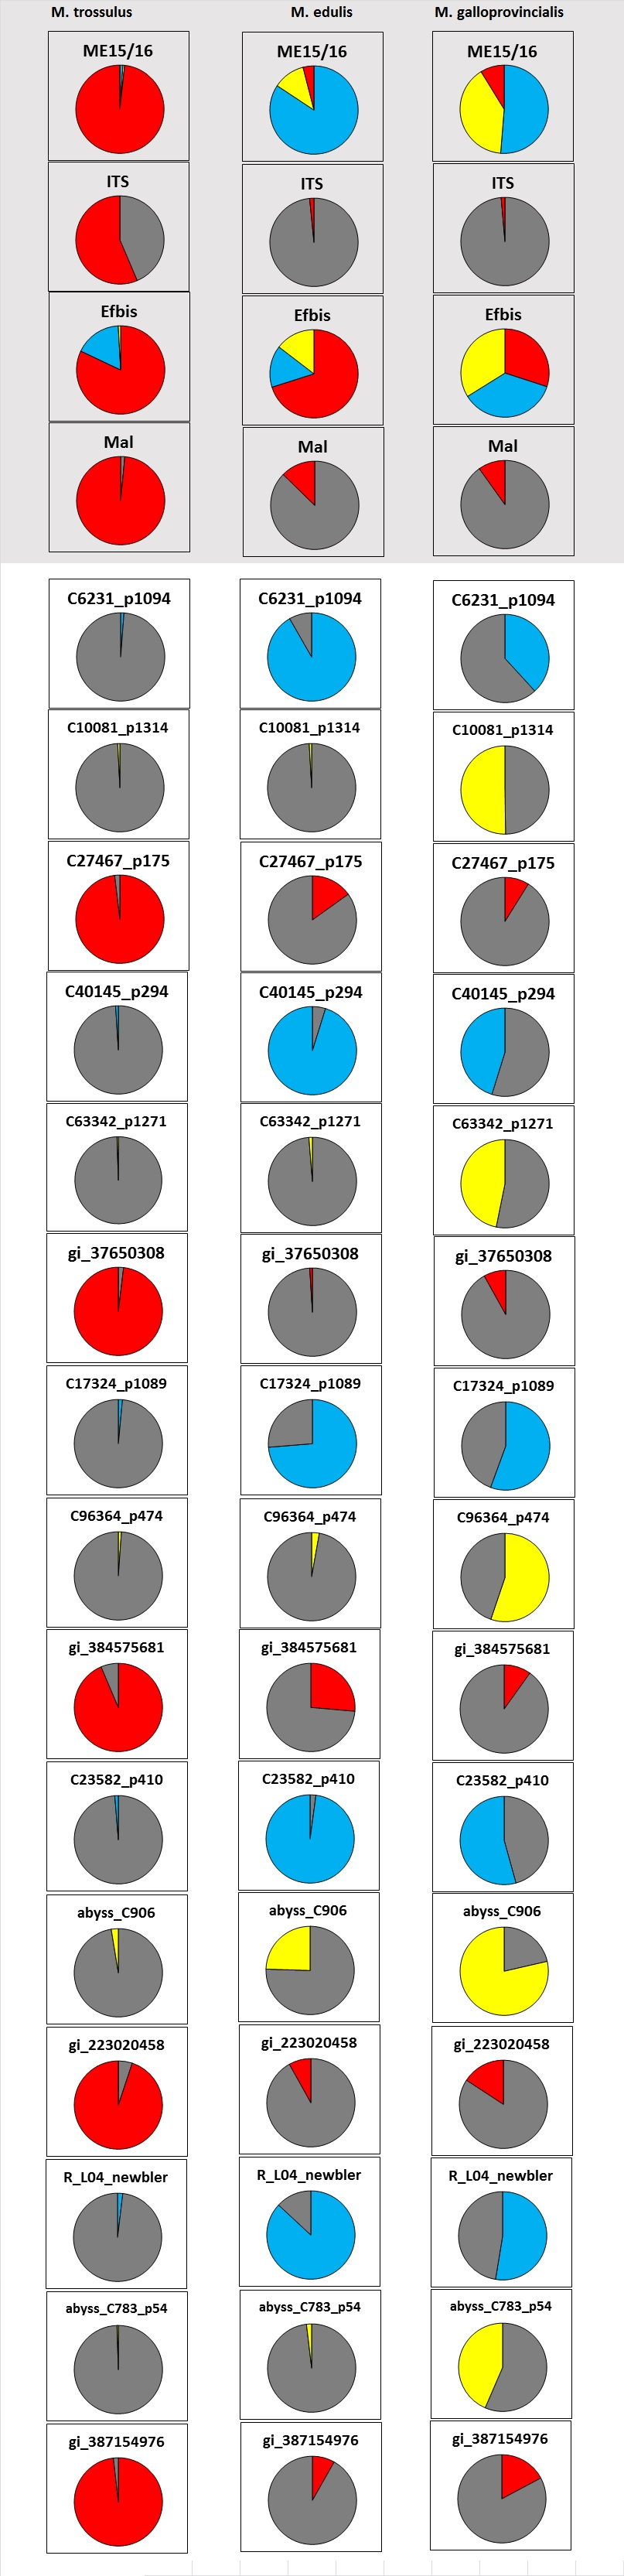 M. trossulus M. edulis M. galloprovincialis
ME15/16 ME15/16 ME15/16
ITS ITS ITS
Efbis Efbis Efbis
Mal Mal Mal
C6231_p1094 C6231_p1094 C6231_p1094
C10081_p1314 C10081_p1314 C10081_p1314
C27467_p175 C27467_p175 C27467_p175
C40145_p294 C40145_p294 C40145_p294
C63342_p1271 C63342_p1271 C63342_p1271
gi_37650308 gi_37650308 gi_37650308
C17324_p1089 C17324_p1089 C17324_p1089
C96364_p474 C96364_p474 C96364_p474
gi_384575681 gi_384575681 gi_384575681
C23582_p410 C23582_p410 C23582_p410
abyss_C906 abyss_C906 abyss_C906
gi_223020458 gi_223020458 gi_223020458
R_L04_newbler R_L04_newbler R_L04_newbler
abyss_C783_p54 abyss_C783_p54 abyss_C783_p54
gi_387154976 gi_387154976 gi_387154976